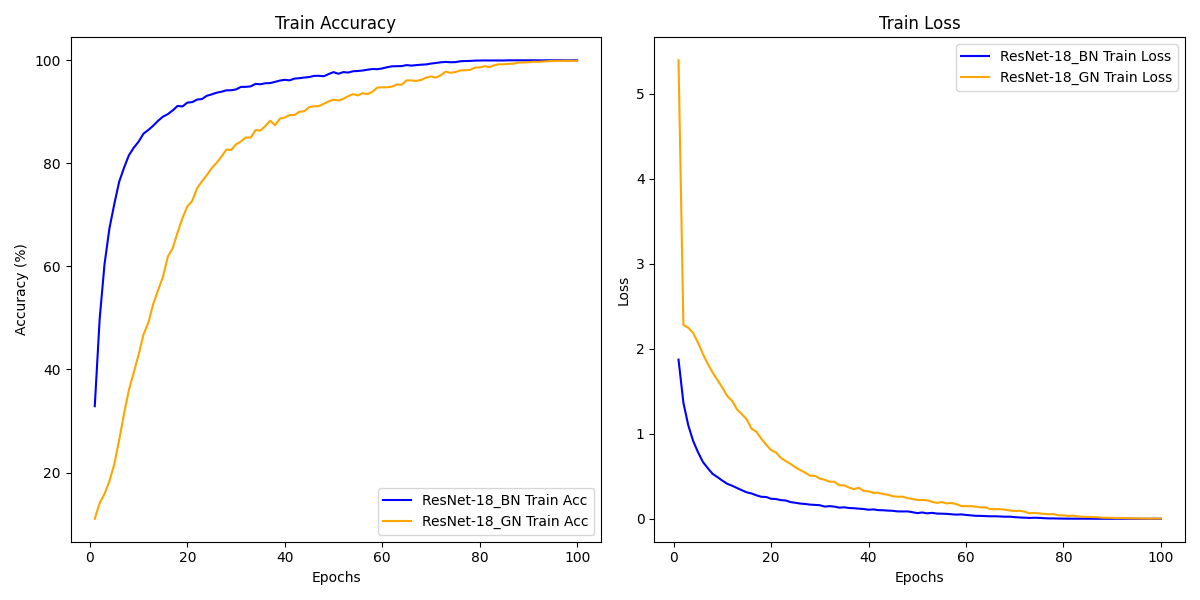 Train Accuracy
Accuracy (%)
100
80
60
40
20
ResNet-18_BN Train Acc
ResNet-18_GN Train Acc
0 20 40 60 80 100
Epochs
Train Loss
Loss
ResNet-18_BN Train Loss
ResNet-18_GN Train Loss
5
4
3
2
1
0
0 20 40 60 80 100
Epochs